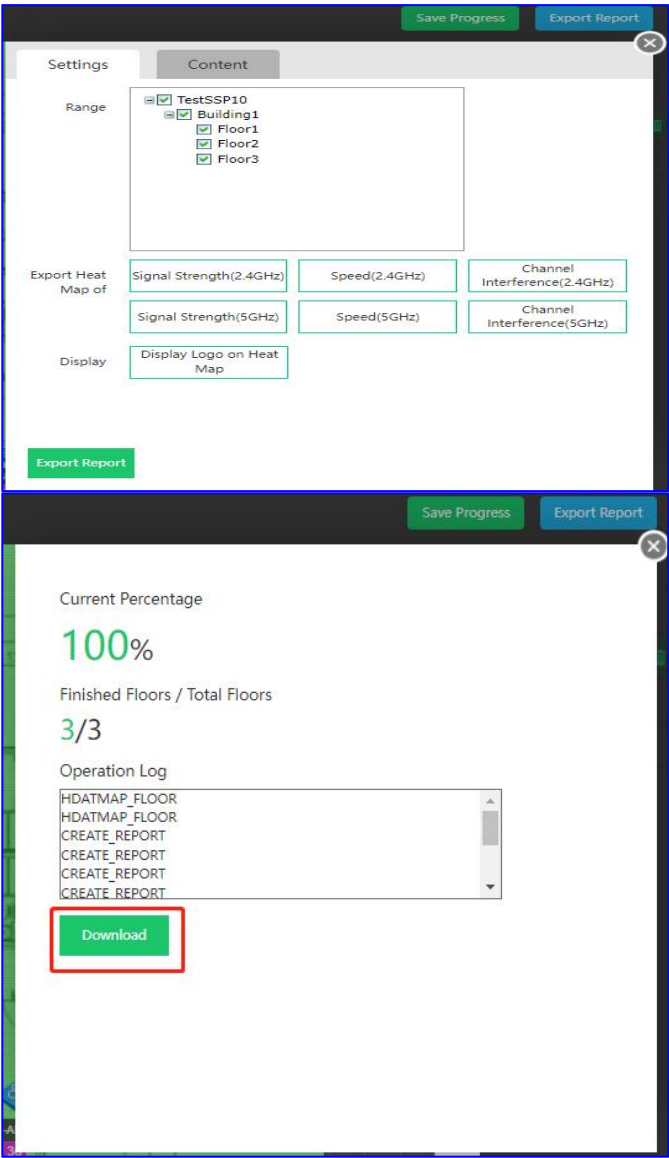 Save Progress
Export Report
Settings
Content
Range
TestSSP10
Building1
Floor1
Floor2
Floor3
Export Heat
Map of
Signal Strength(2.4GHz)
Speed(2.4GHz)
Channel
Interference(2.4GHz)
Signal Strength(5GHz)
Speed(5GHz)
Channel
Interference(5GHz)
Display
Display Logo on Heat
Map
Export Report
Save Progress
Export Report
Current Percentage
100%
Finished Floors / Total Floors
3/3
Operation Log
HDATMAP_FLOOR
HDATMAP_FLOOR
CREATE_REPORT
CREATE_REPORT
CREATE_REPORT
CREATE_REPORT
Download